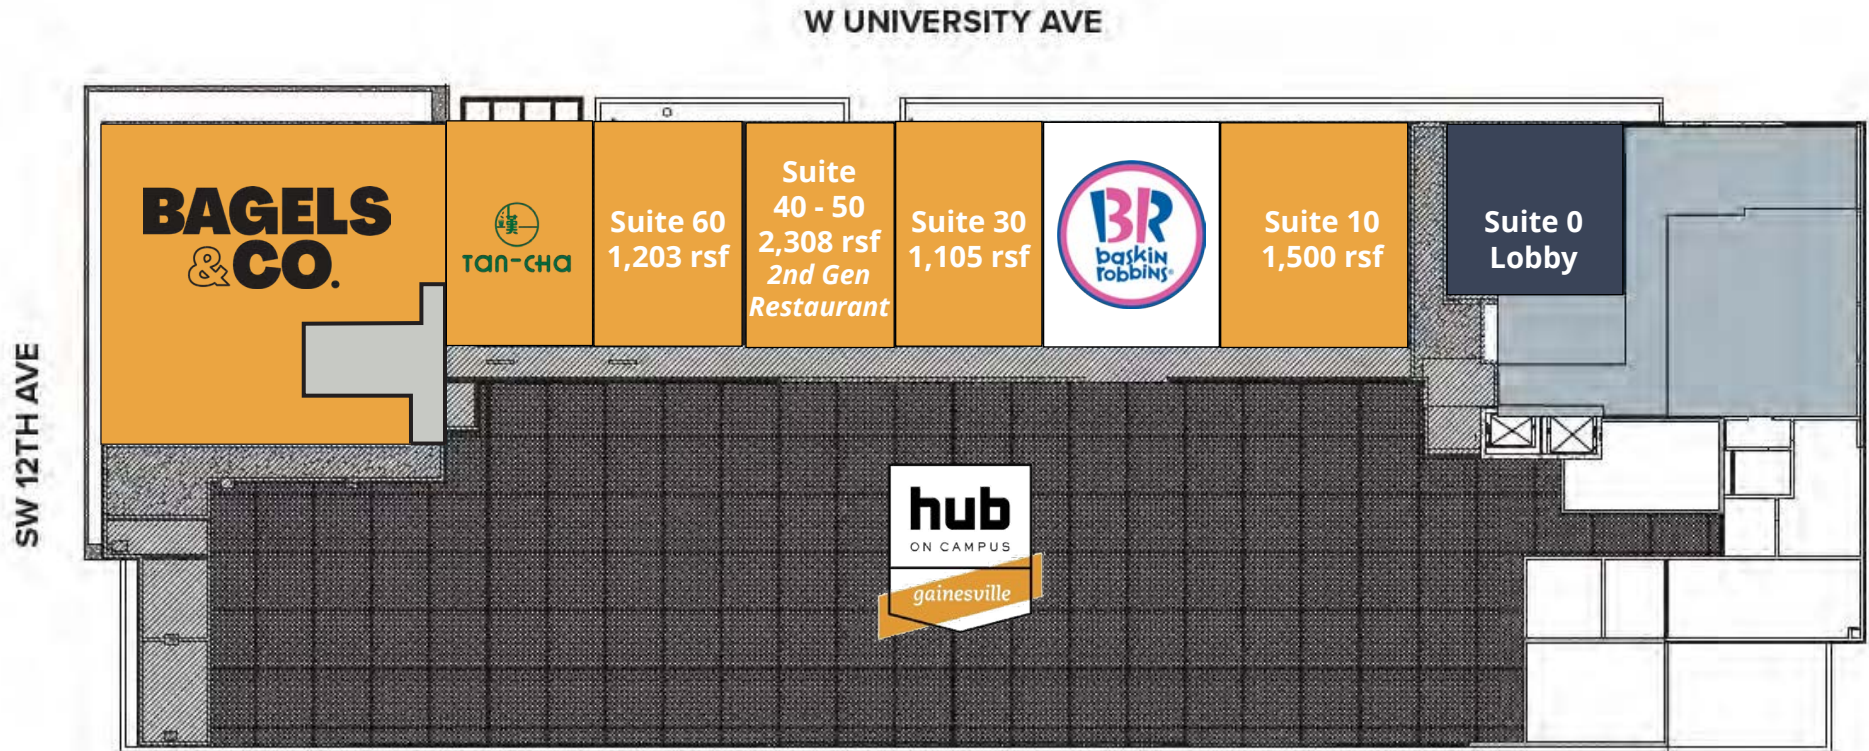 W UNIVERSITY AVE
SW 12TH AVE
BAGELS
&CO.
Tan-CHa
Suite 60
1,203 rsf
Suite
40 - 50
2,308 rsf
2nd Gen
Restaurant
Suite 30
1,105 rsf
BR
baskin
robbins®
Suite 10
1,500 rsf
Suite 0
Lobby
hub
ON CAMPUS
gainesville